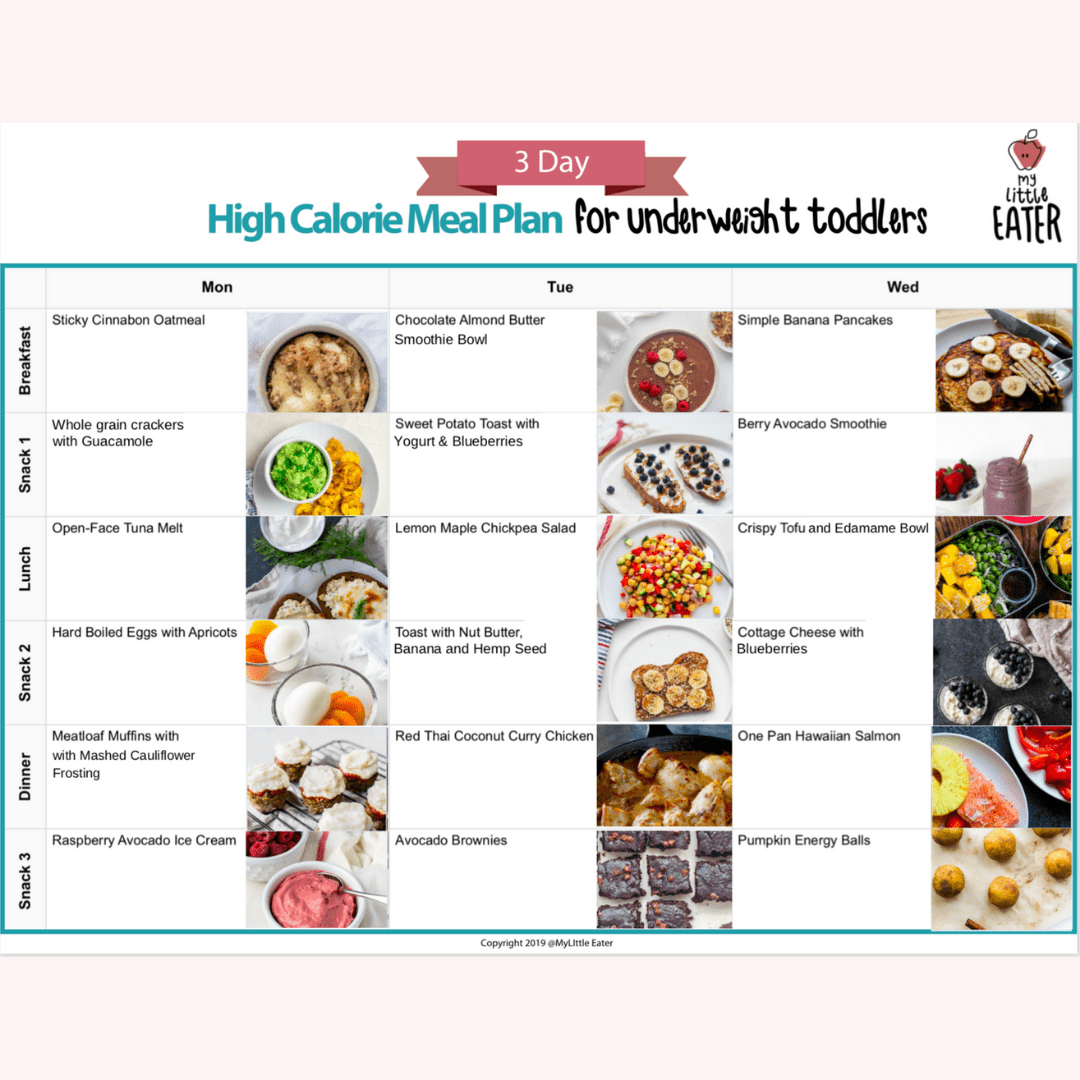 3 Day
High Calorie Meal Plan for underweight toddlers
my
little
EATER
Mon
Tue
Wed
Breakfast
Sticky Cinnabon Oatmeal
Chocolate Almond Butter
Smoothie Bowl
Simple Banana Pancakes
Snack 1
Whole grain crackers
with Guacamole
Sweet Potato Toast with
Yogurt & Blueberries
Berry Avocado Smoothie
Lunch
Open-Face Tuna Melt
Lemon Maple Chickpea Salad
Crispy Tofu and Edamame Bowl
Snack 2
Hard Boiled Eggs with Apricots
Toast with Nut Butter,
Banana and Hemp Seed
Cottage Cheese with
Blueberries
Dinner
Meatloaf Muffins with
with Mashed Cauliflower
Frosting
Red Thai Coconut Curry Chicken
One Pan Hawaiian Salmon
Snack 3
Raspberry Avocado Ice Cream
Avocado Brownies
Pumpkin Energy Balls
Copyright 2019 @MyLIttle Eater